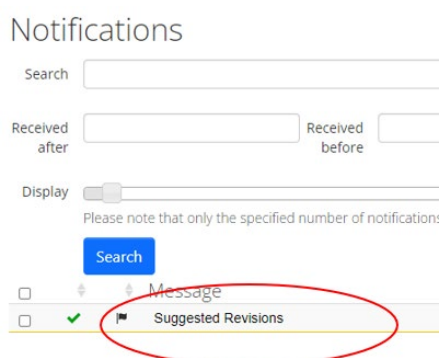 Notifications
Search
Received after
Received before
Display
Please note that only the specified number of notifications
Search
Message
Suggested Revisions